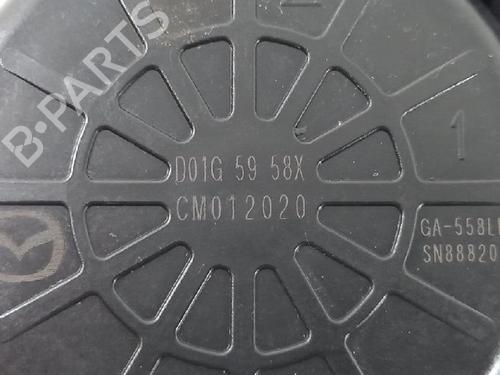 B-PARTS
1
D01G 59 58X
CM012020
GA-558L
SN88820